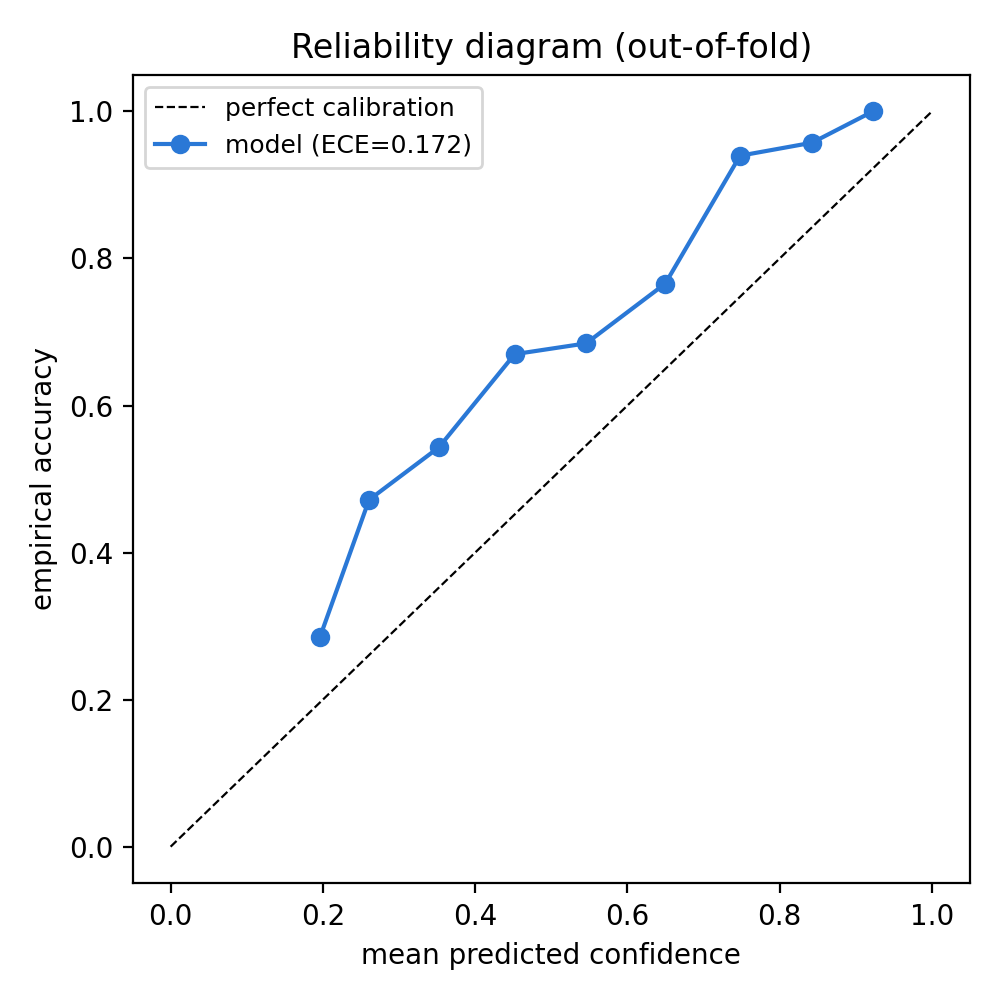 Reliability diagram (out-of-fold)
perfect calibration
model (ECE=0.172)
1.0
0.8
0.6
0.4
0.2
0.0
empirical accuracy
0.0 0.2 0.4 0.6 0.8 1.0
mean predicted confidence